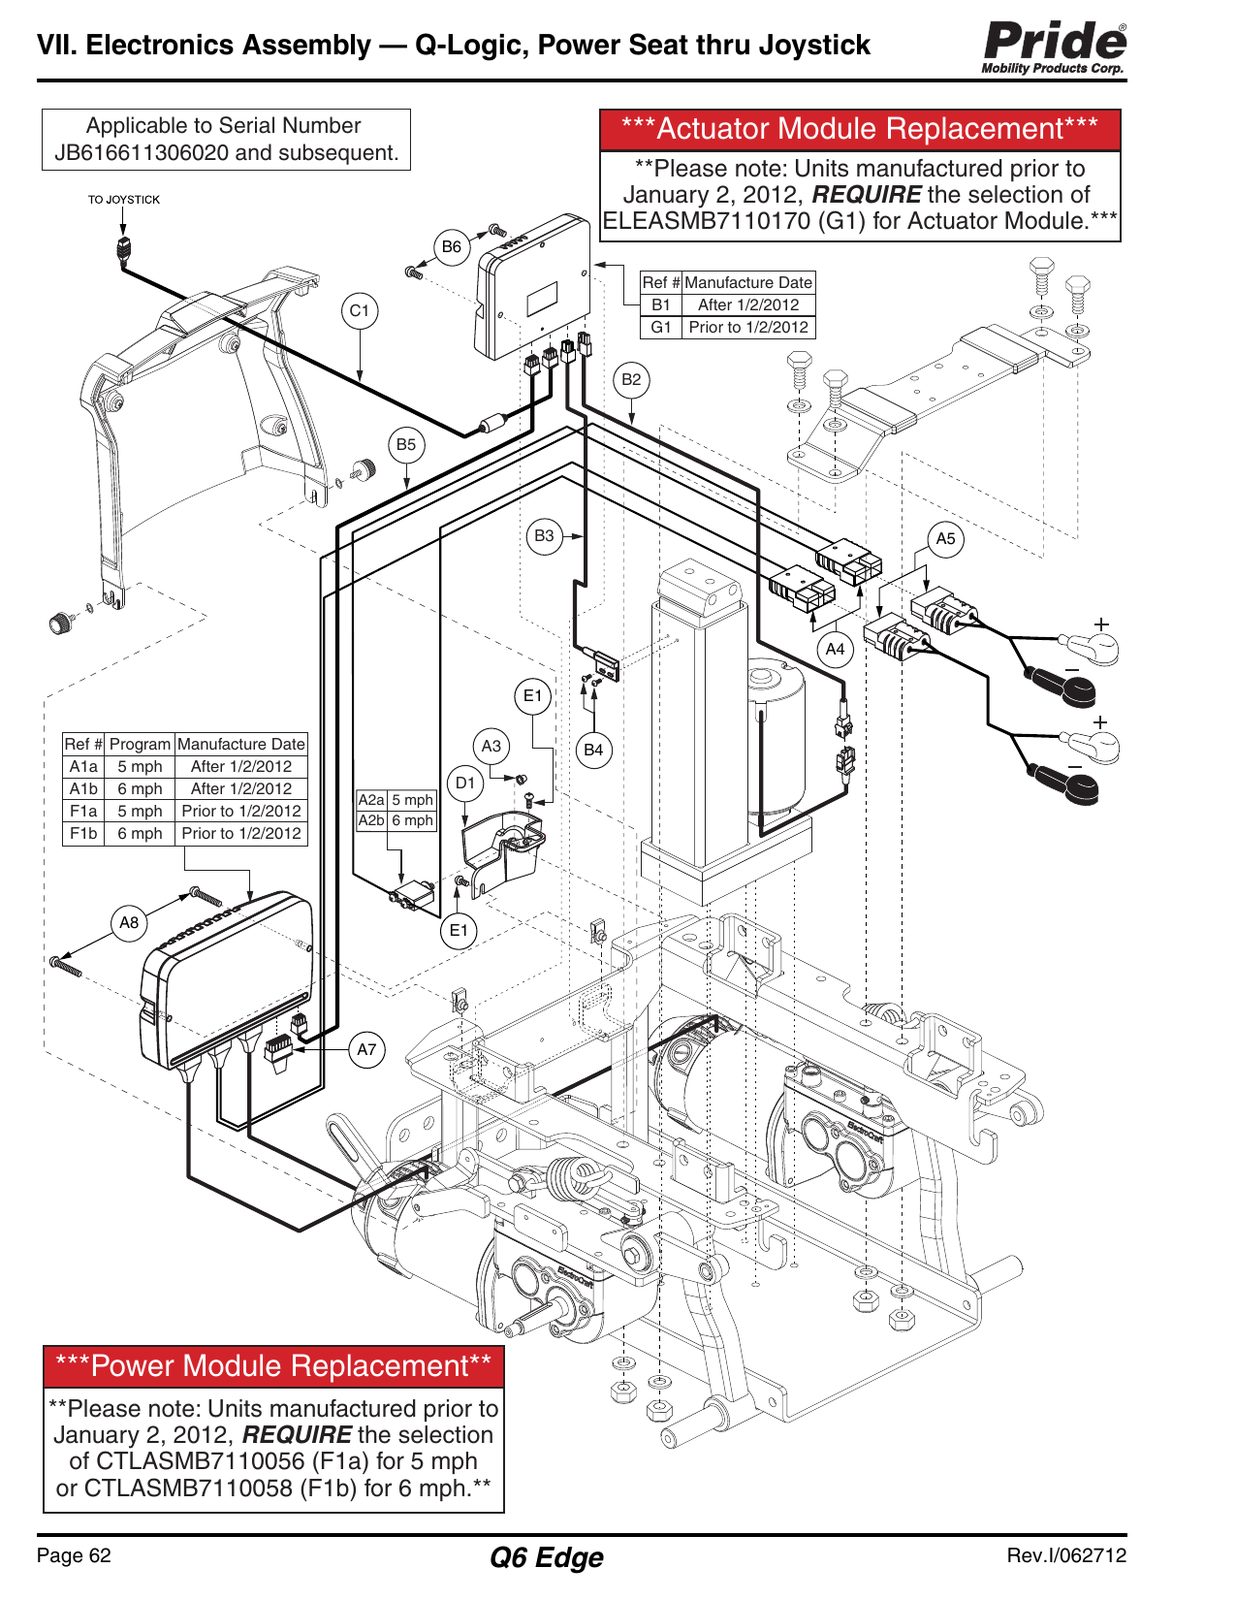 VII. Electronics Assembly — Q-Logic, Power Seat thru Joystick
Pride®
Mobility Products Corp.
Applicable to Serial Number
JB616611306020 and subsequent.
***Actuator Module Replacement***
**Please note: Units manufactured prior to
January 2, 2012, REQUIRE the selection of
ELEASMB7110170 (G1) for Actuator Module.***
TO JOYSTICK
B6
Ref # Manufacture Date
B1 After 1/2/2012
G1 Prior to 1/2/2012
C1
B2
B5
B3
A5
A4
+
–
E1
B4
A3
+
–
D1
Ref # Program Manufacture Date
A1a 5 mph After 1/2/2012
A1b 6 mph After 1/2/2012
F1a 5 mph Prior to 1/2/2012
F1b 6 mph Prior to 1/2/2012
A2a 5 mph
A2b 6 mph
A8
E1
A7
ElectroCraft
ElectroCraft
***Power Module Replacement**
**Please note: Units manufactured prior to
January 2, 2012, REQUIRE the selection
of CTLASMB7110056 (F1a) for 5 mph
or CTLASMB7110058 (F1b) for 6 mph.**
Page 62
Q6 Edge
Rev.I/062712